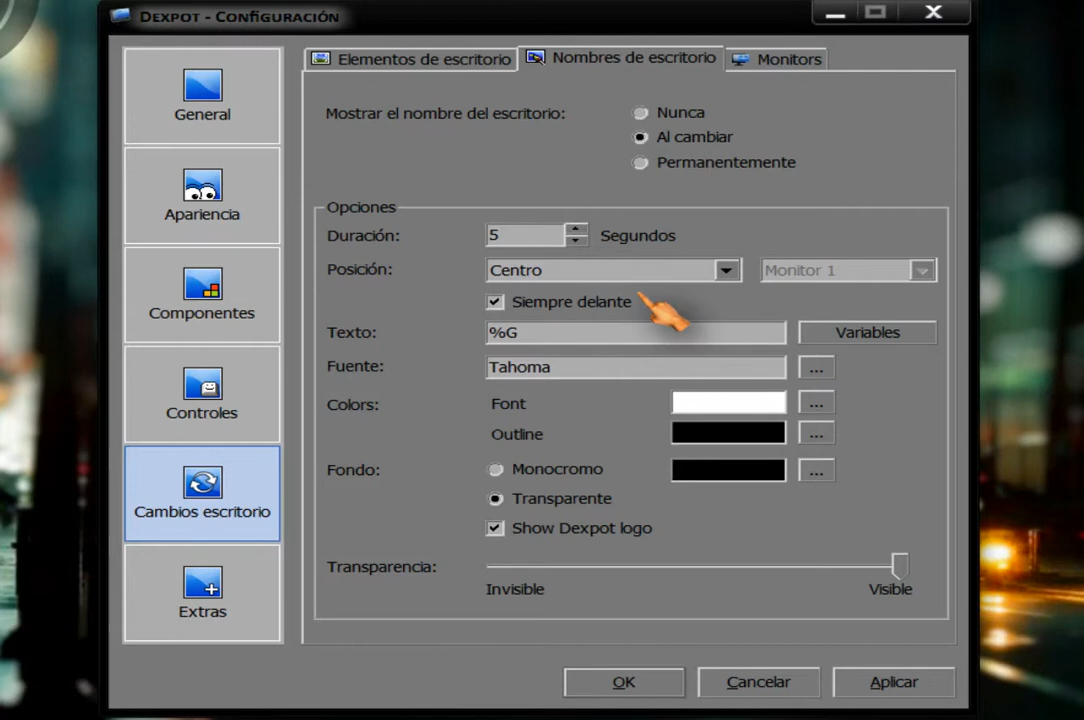 Dexpot - Configuración
General
Apariencia
Componentes
Controles
Cambios escritorio
Extras
Elementos de escritorio
Nombres de escritorio
Monitors
Mostrar el nombre del escritorio:
Nunca
Al cambiar
Permanentemente
Opciones
Duración: 5 Segundos
Posición: Centro Monitor 1
Siempre delante
Texto: %G Variables
Fuente: Tahoma ...
Colors: Font ...
Outline ...
Fondo: Monocromo ...
Transparente
Show Dexpot logo
Transparencia:
Invisible Visible
OK Cancelar Aplicar